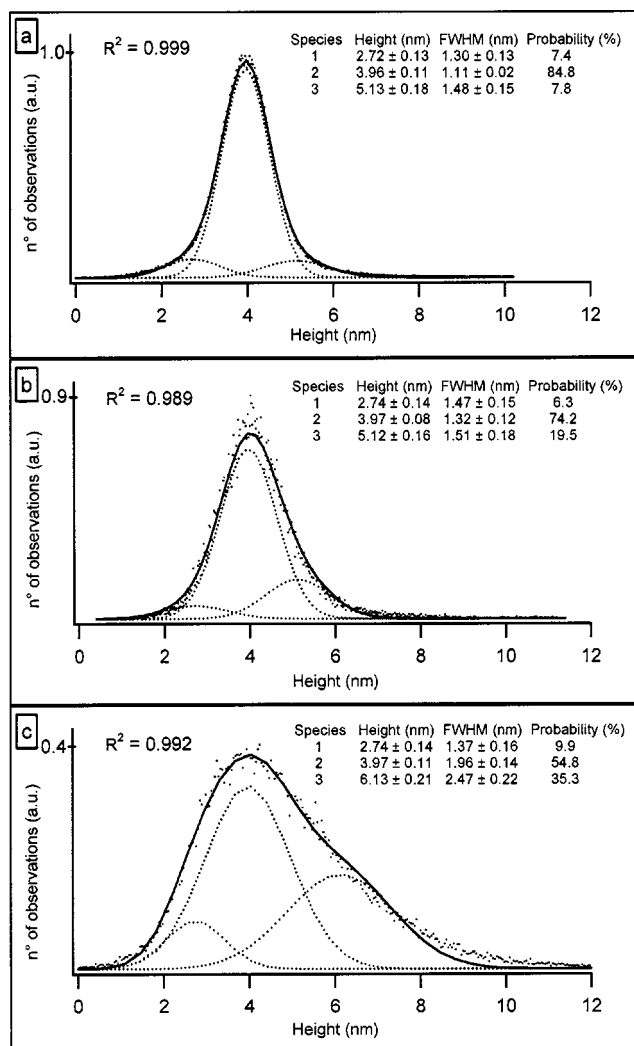 a
R² = 0.999
Species Height (nm) FWHM (nm) Probability (%)
1 2.72 ± 0.13 1.30 ± 0.13 7.4
2 3.96 ± 0.11 1.11 ± 0.02 84.8
3 5.13 ± 0.18 1.48 ± 0.15 7.8
1.0
n° of observations (a.u.)
0 2 4 6 8 10 12
Height (nm)
b
R² = 0.989
Species Height (nm) FWHM (nm) Probability (%)
1 2.74 ± 0.14 1.47 ± 0.15 6.3
2 3.97 ± 0.08 1.32 ± 0.12 74.2
3 5.12 ± 0.16 1.51 ± 0.18 19.5
0.9
n° of observations (a.u.)
0 2 4 6 8 10 12
Height (nm)
c
R² = 0.992
Species Height (nm) FWHM (nm) Probability (%)
1 2.74 ± 0.14 1.37 ± 0.16 9.9
2 3.97 ± 0.11 1.96 ± 0.14 54.8
3 6.13 ± 0.21 2.47 ± 0.22 35.3
0.4
n° of observations (a.u.)
0 2 4 6 8 10 12
Height (nm)